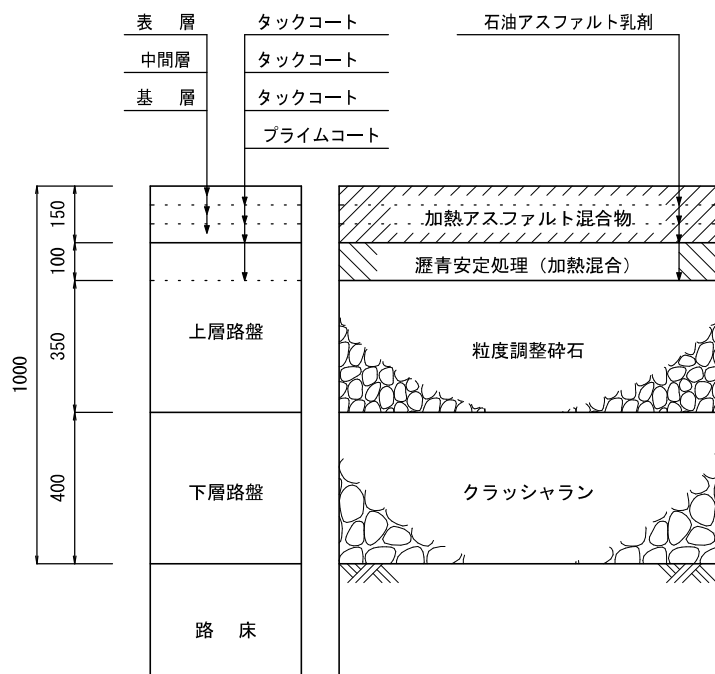 表　層
タックコート
石油アスファルト乳剤
中間層
タックコート
基　層
タックコート
プライムコート
150
加熱アスファルト混合物
100
瀝青安定処理（加熱混合）
1000
350
上層路盤
粒度調整砕石
400
下層路盤
クラッシャラン
路　床